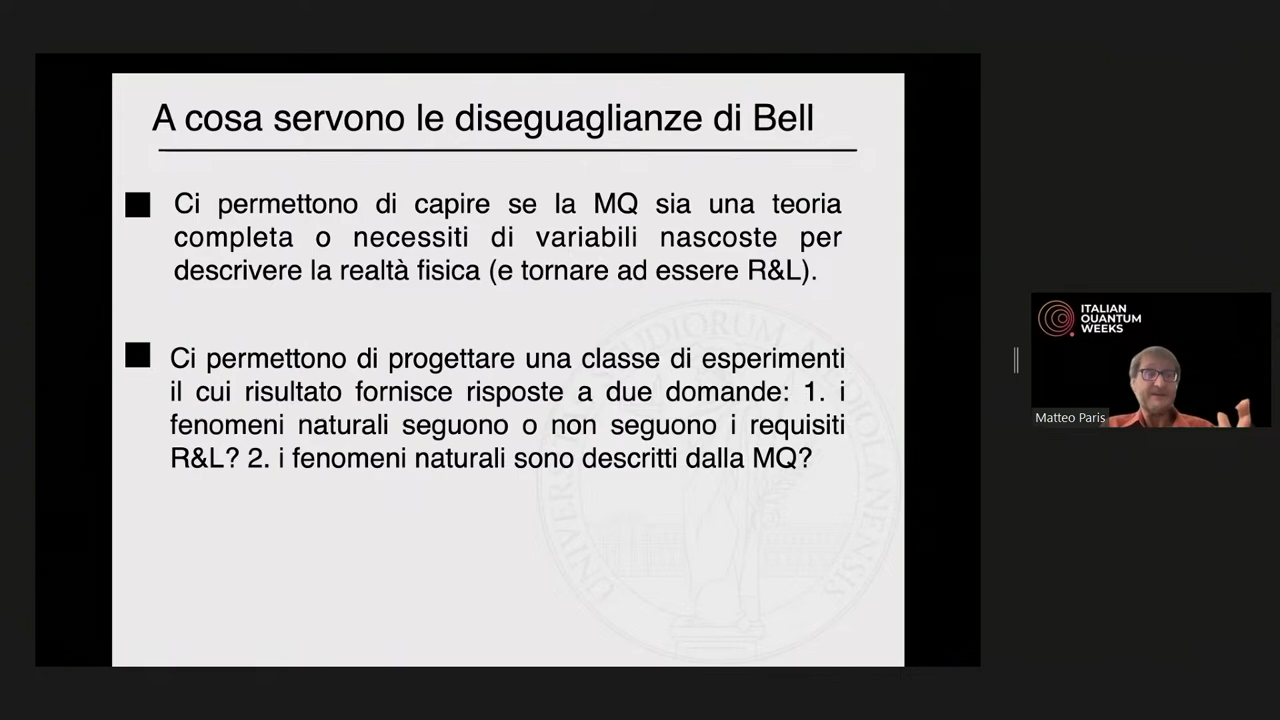 A cosa servono le diseguaglianze di Bell
Ci permettono di capire se la MQ sia una teoria
completa o necessiti di variabili nascoste per
descrivere la realtà fisica (e tornare ad essere R&L).
Ci permettono di progettare una classe di esperimenti
il cui risultato fornisce risposte a due domande: 1. i
fenomeni naturali seguono o non seguono i requisiti
R&L? 2. i fenomeni naturali sono descritti dalla MQ?
ITALIAN
QUANTUM
WEEKS
Matteo Paris